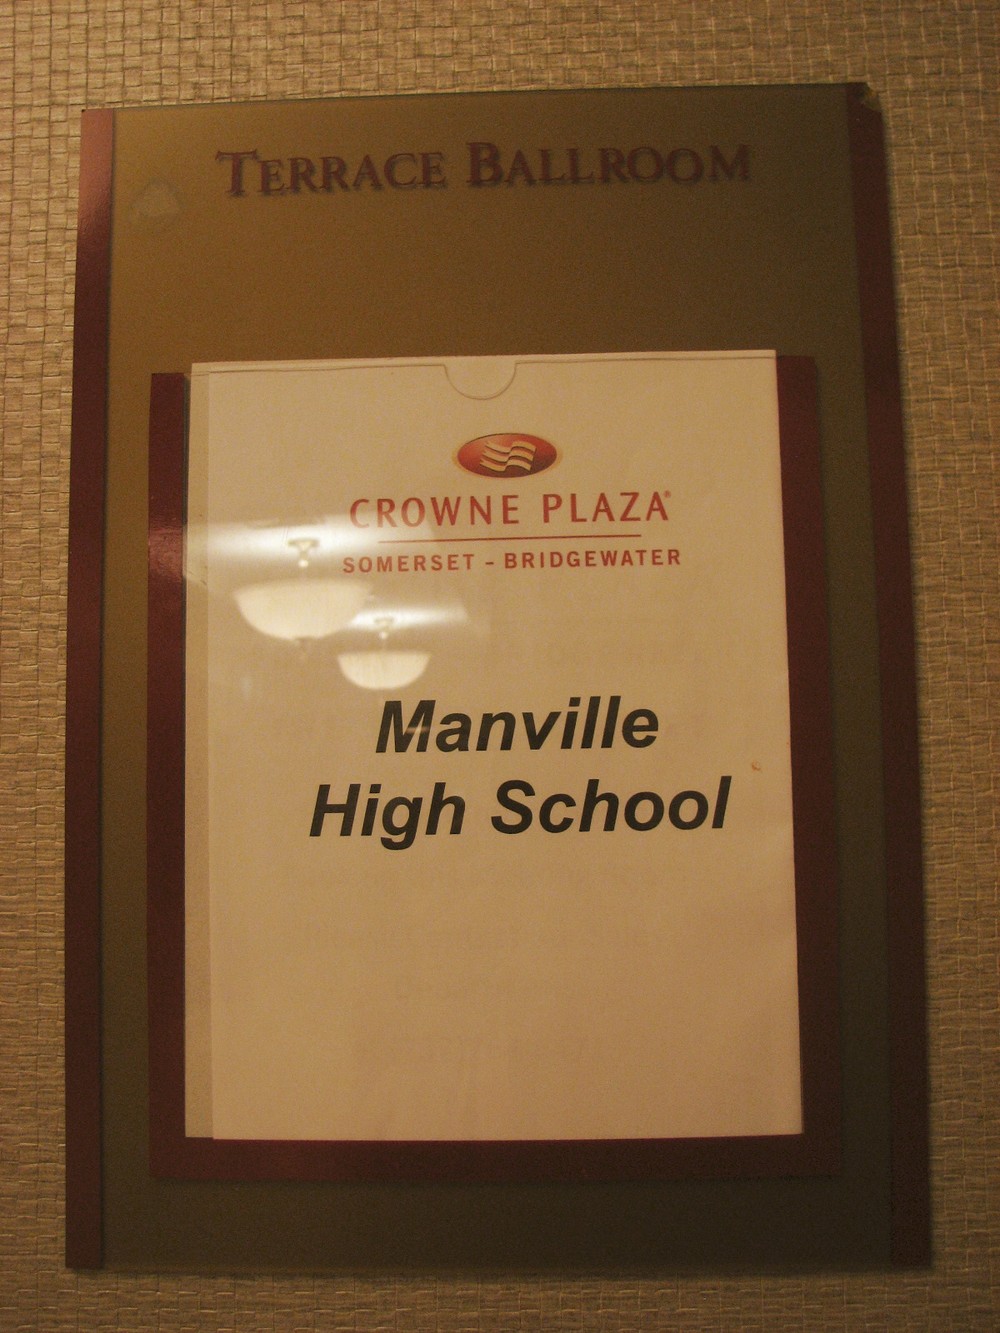 TERRACE BALLROOM
CROWNE PLAZA®
SOMERSET - BRIDGEWATER
Manville
High School